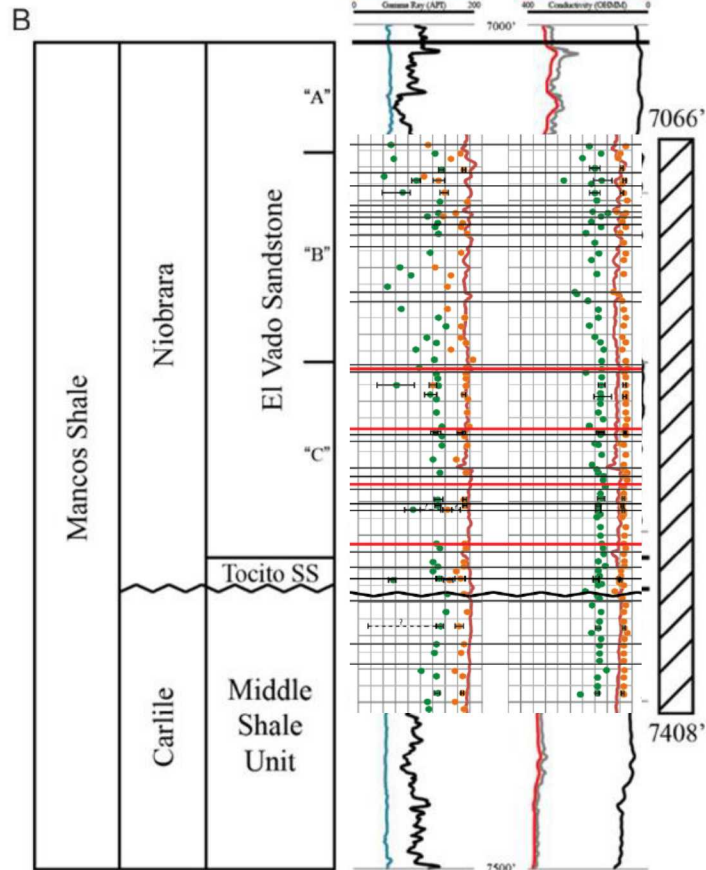 B
0 Gamma Ray (API) 200
400 Conductivity (OHMM) 0
7000'
"A"
7066'
Mancos Shale
Niobrara
El Vado Sandstone
"B"
"C"
Tocito SS
Carlile
Middle
Shale
Unit
?
7408'
7500'